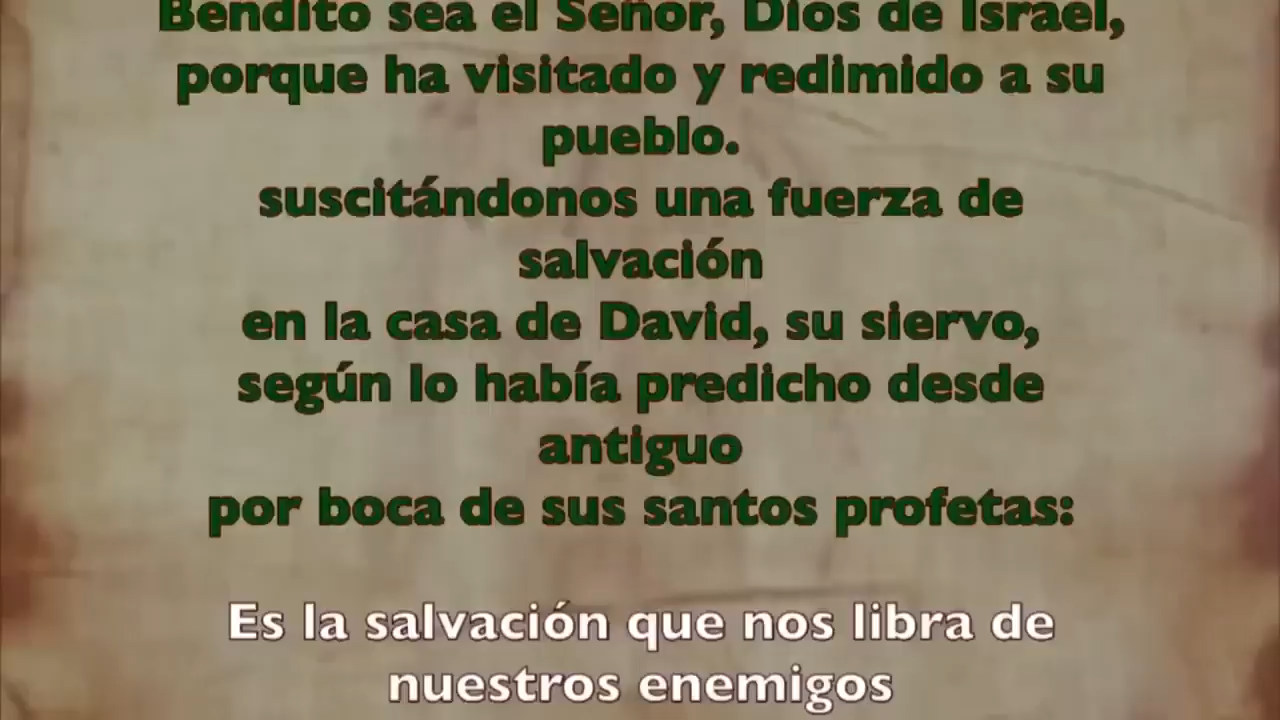 Bendito sea el Señor, Dios de Israel,
porque ha visitado y redimido a su
pueblo.
suscitándonos una fuerza de
salvación
en la casa de David, su siervo,
según lo había predicho desde
antiguo
por boca de sus santos profetas:
Es la salvación que nos libra de
nuestros enemigos